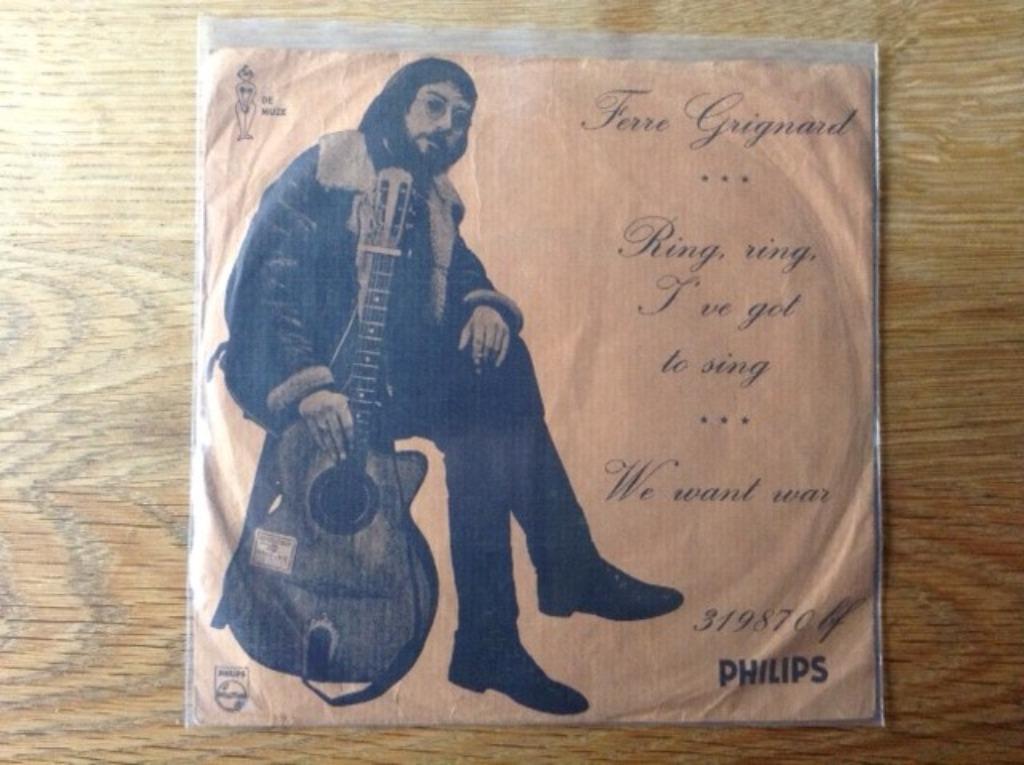 DE
MUZE
Ferre Grignard
***
Ring, ring,
I've got
to sing
***
We want war
319870 bf
PHILIPS
PHILIPS